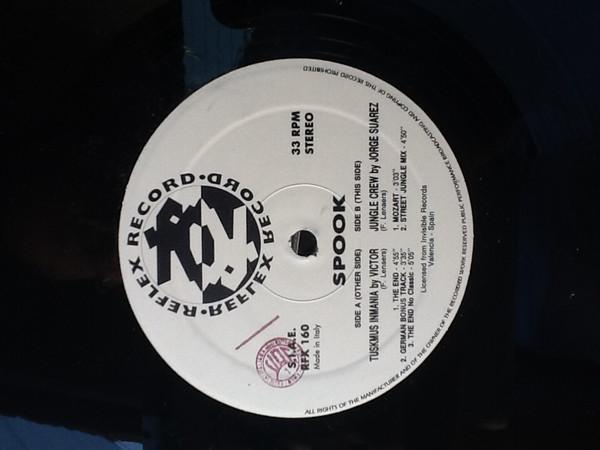 REFLEX RECORD • REFLEX RECORD •
33 RPM
STEREO
S.I.A.E.
RFX 160
Made in Italy
SPOOK
SIDE A (OTHER SIDE)
TUSKMUS INMANIA by VICTOR
(F. Lensers)
1. THE END - 4'55"
2. GERMAN BONUS TRACK - 3'35"
3. THE END No Classic - 5'05"
SIDE B (THIS SIDE)
JUNGLE CREW by JORGE SUAREZ
(F. Lenaers)
1. MOZART - 3'03"
2. STREET JUNGLE MIX - 4'50"
Licensed from Invisible Records
Valencia - Spain
ALL RIGHTS OF THE MANUFACTURER AND OF THE OWNER OF THE RECORDED WORK RESERVED PUBLIC PERFORMANCE BROADCASTING AND COPYING OF THIS RECORD PROHIBITED